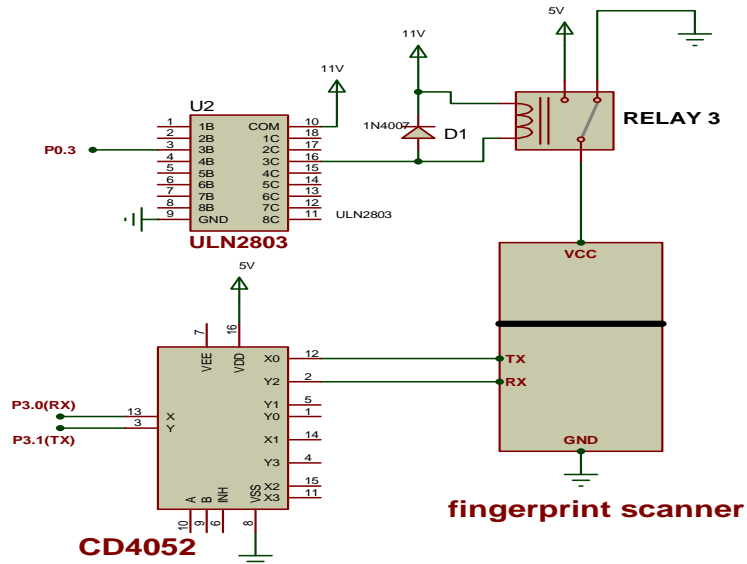 5V
11V
11V
U2
1 1B COM 10
2 2B 1C 18
P0.3 3 3B 2C 17
4 4B 3C 16
5 5B 4C 15
6 6B 5C 14
7 7B 6C 13
8 8B 7C 12
9 GND 8C 11
ULN2803
ULN2803
1N4007
D1
RELAY 3
VCC
5V
7 16
VEE VDD
X0 12
Y2 2
TX
RX
Y1 5
Y0 1
P3.0(RX)
13 X
3 Y
P3.1(TX)
X1 14
Y3 4
X2 15
X3 11
GND
A B INH VSS
10 9 6 8
fingerprint scanner
CD4052